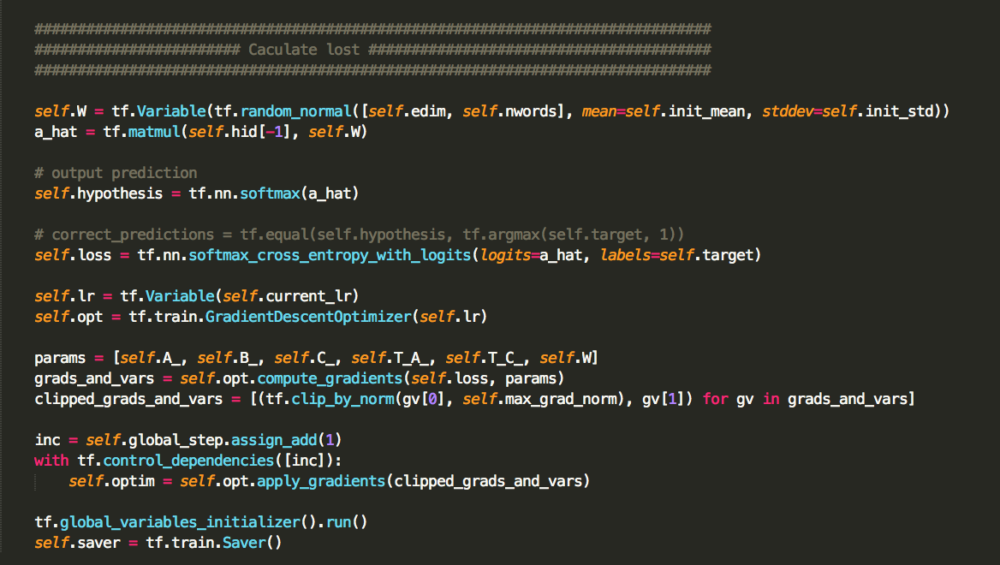 ###############################################################################
######################## Caculate lost ########################################
###############################################################################
self.W = tf.Variable(tf.random_normal([self.edim, self.nwords], mean=self.init_mean, stddev=self.init_std))
a_hat = tf.matmul(self.hid[-1], self.W)
# output prediction
self.hypothesis = tf.nn.softmax(a_hat)
# correct_predictions = tf.equal(self.hypothesis, tf.argmax(self.target, 1))
self.loss = tf.nn.softmax_cross_entropy_with_logits(logits=a_hat, labels=self.target)
self.lr = tf.Variable(self.current_lr)
self.opt = tf.train.GradientDescentOptimizer(self.lr)
params = [self.A_, self.B_, self.C_, self.T_A_, self.T_C_, self.W]
grads_and_vars = self.opt.compute_gradients(self.loss, params)
clipped_grads_and_vars = [(tf.clip_by_norm(gv[0], self.max_grad_norm), gv[1]) for gv in grads_and_vars]
inc = self.global_step.assign_add(1)
with tf.control_dependencies([inc]):
    self.optim = self.opt.apply_gradients(clipped_grads_and_vars)
tf.global_variables_initializer().run()
self.saver = tf.train.Saver()